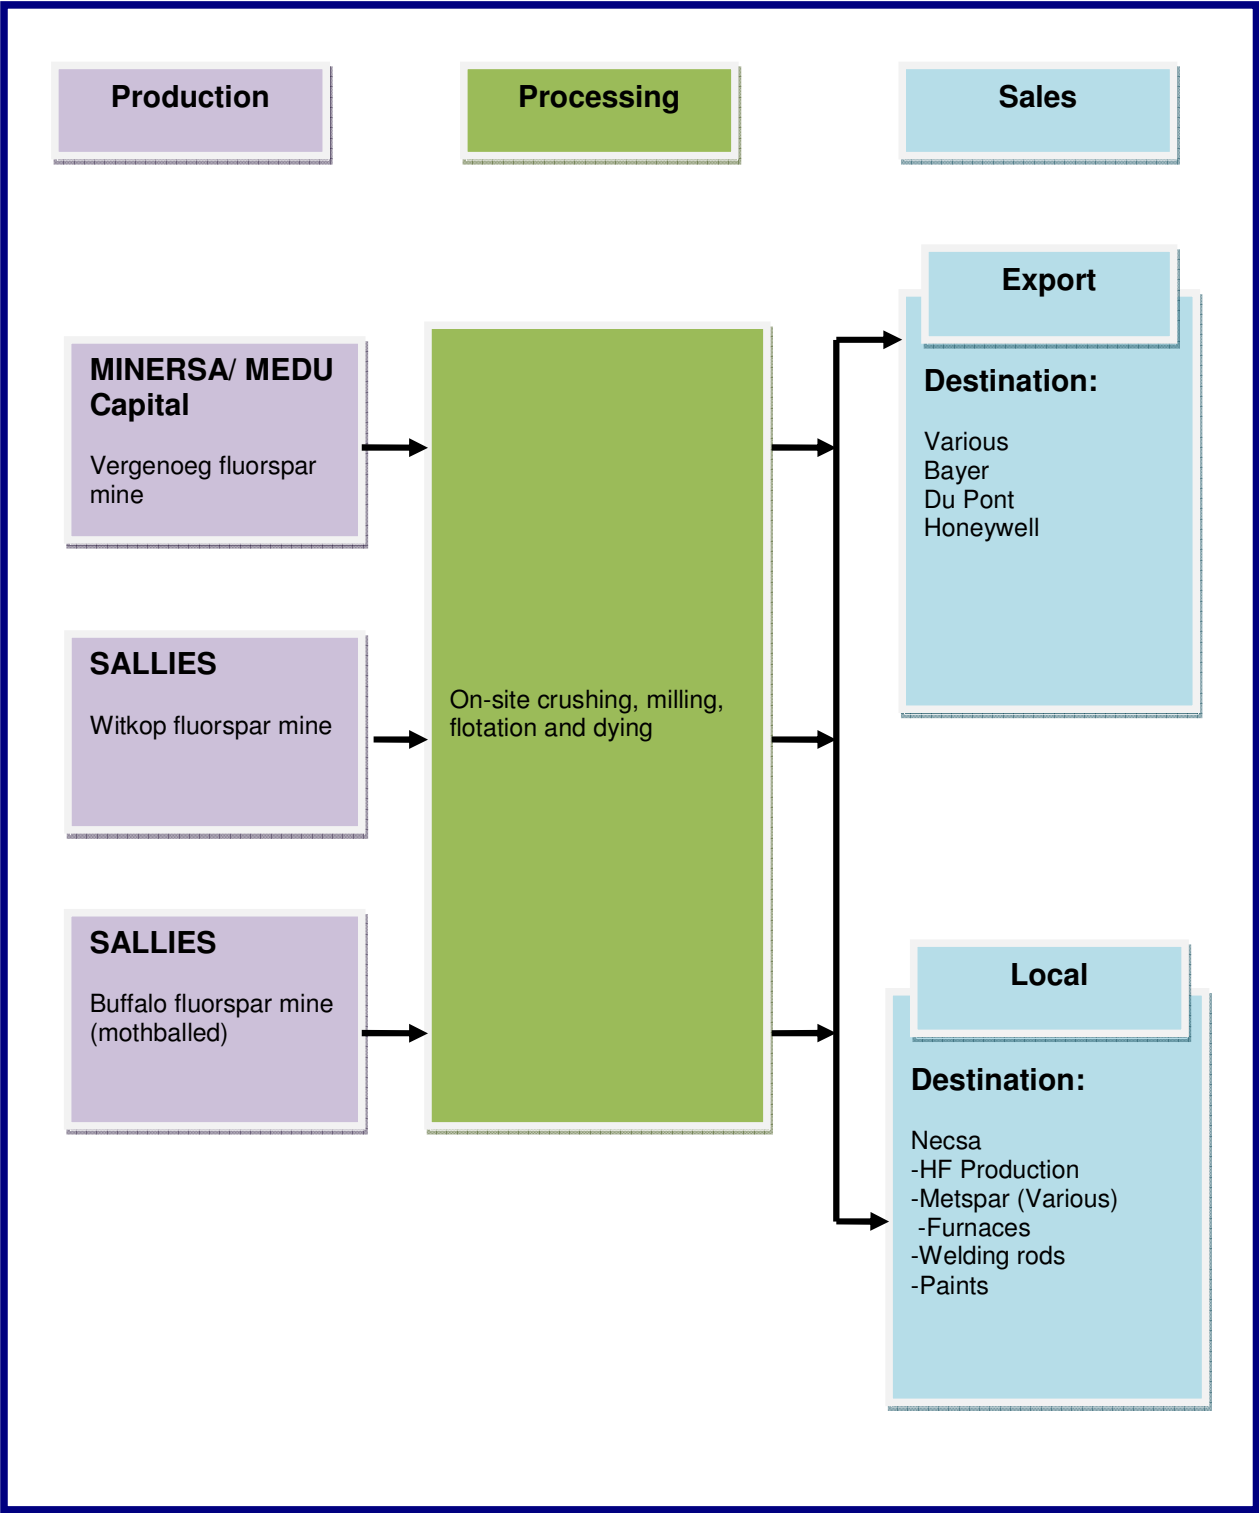 Production
Processing
Sales
MINERSA/ MEDU
Capital
Vergenoeg fluorspar
mine
SALLIES
Witkop fluorspar mine
SALLIES
Buffalo fluorspar mine
(mothballed)
On-site crushing, milling,
flotation and dying
Export
Destination:
Various
Bayer
Du Pont
Honeywell
Local
Destination:
Necsa
-HF Production
-Metspar (Various)
-Furnaces
-Welding rods
-Paints